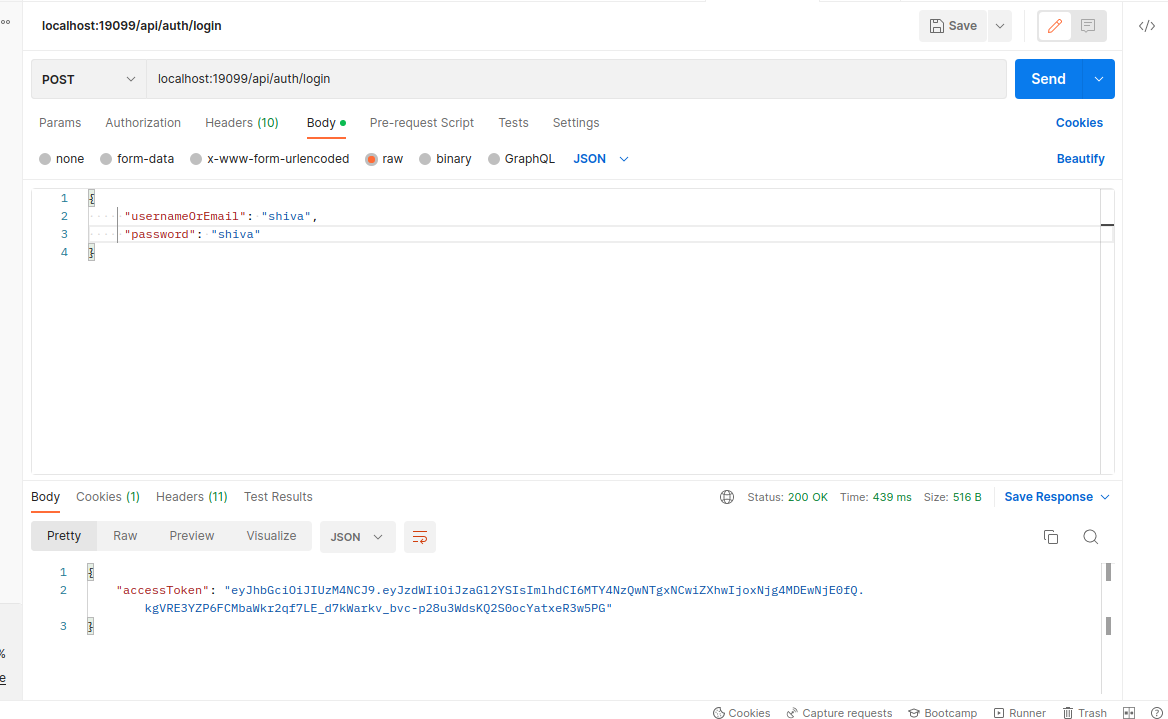 localhost:19099/api/auth/login
Save
POST
localhost:19099/api/auth/login
Send
Params Authorization Headers (10) Body Pre-request Script Tests Settings Cookies
none form-data x-www-form-urlencoded raw binary GraphQL JSON Beautify
1 {
2 "usernameOrEmail": "shiva",
3 "password": "shiva"
4 }
Body Cookies (1) Headers (11) Test Results Status: 200 OK Time: 439 ms Size: 516 B Save Response
Pretty Raw Preview Visualize JSON
1 {
2 "accessToken": "eyJhbGciOiJIUzM4NCJ9.eyJzdWIiOiJzaGl2YSIsImlhdCI6MTY4NzQwNTgxNCwiZXhwIjoxNjg4MDEwNjE0fQ.
kgVRE3YZP6FCMbaWkr2qf7LE_d7kWarkv_bvc-p28u3WdsKQ2S0ocYatxeR3w5PG"
3 }
%
e
Cookies Capture requests Bootcamp Runner Trash